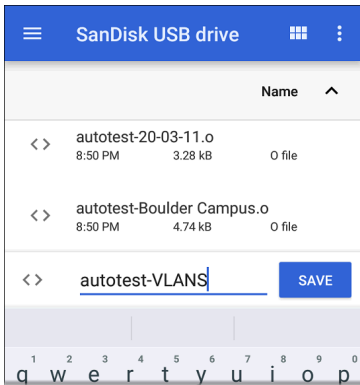 SanDisk USB drive
Name
autotest-20-03-11.o
8:50 PM 3.28 kB O file
autotest-Boulder Campus.o
8:50 PM 4.74 kB O file
autotest-VLANS SAVE
1 2 3 4 5 6 7 8 9 0
q w e r t y u i o p